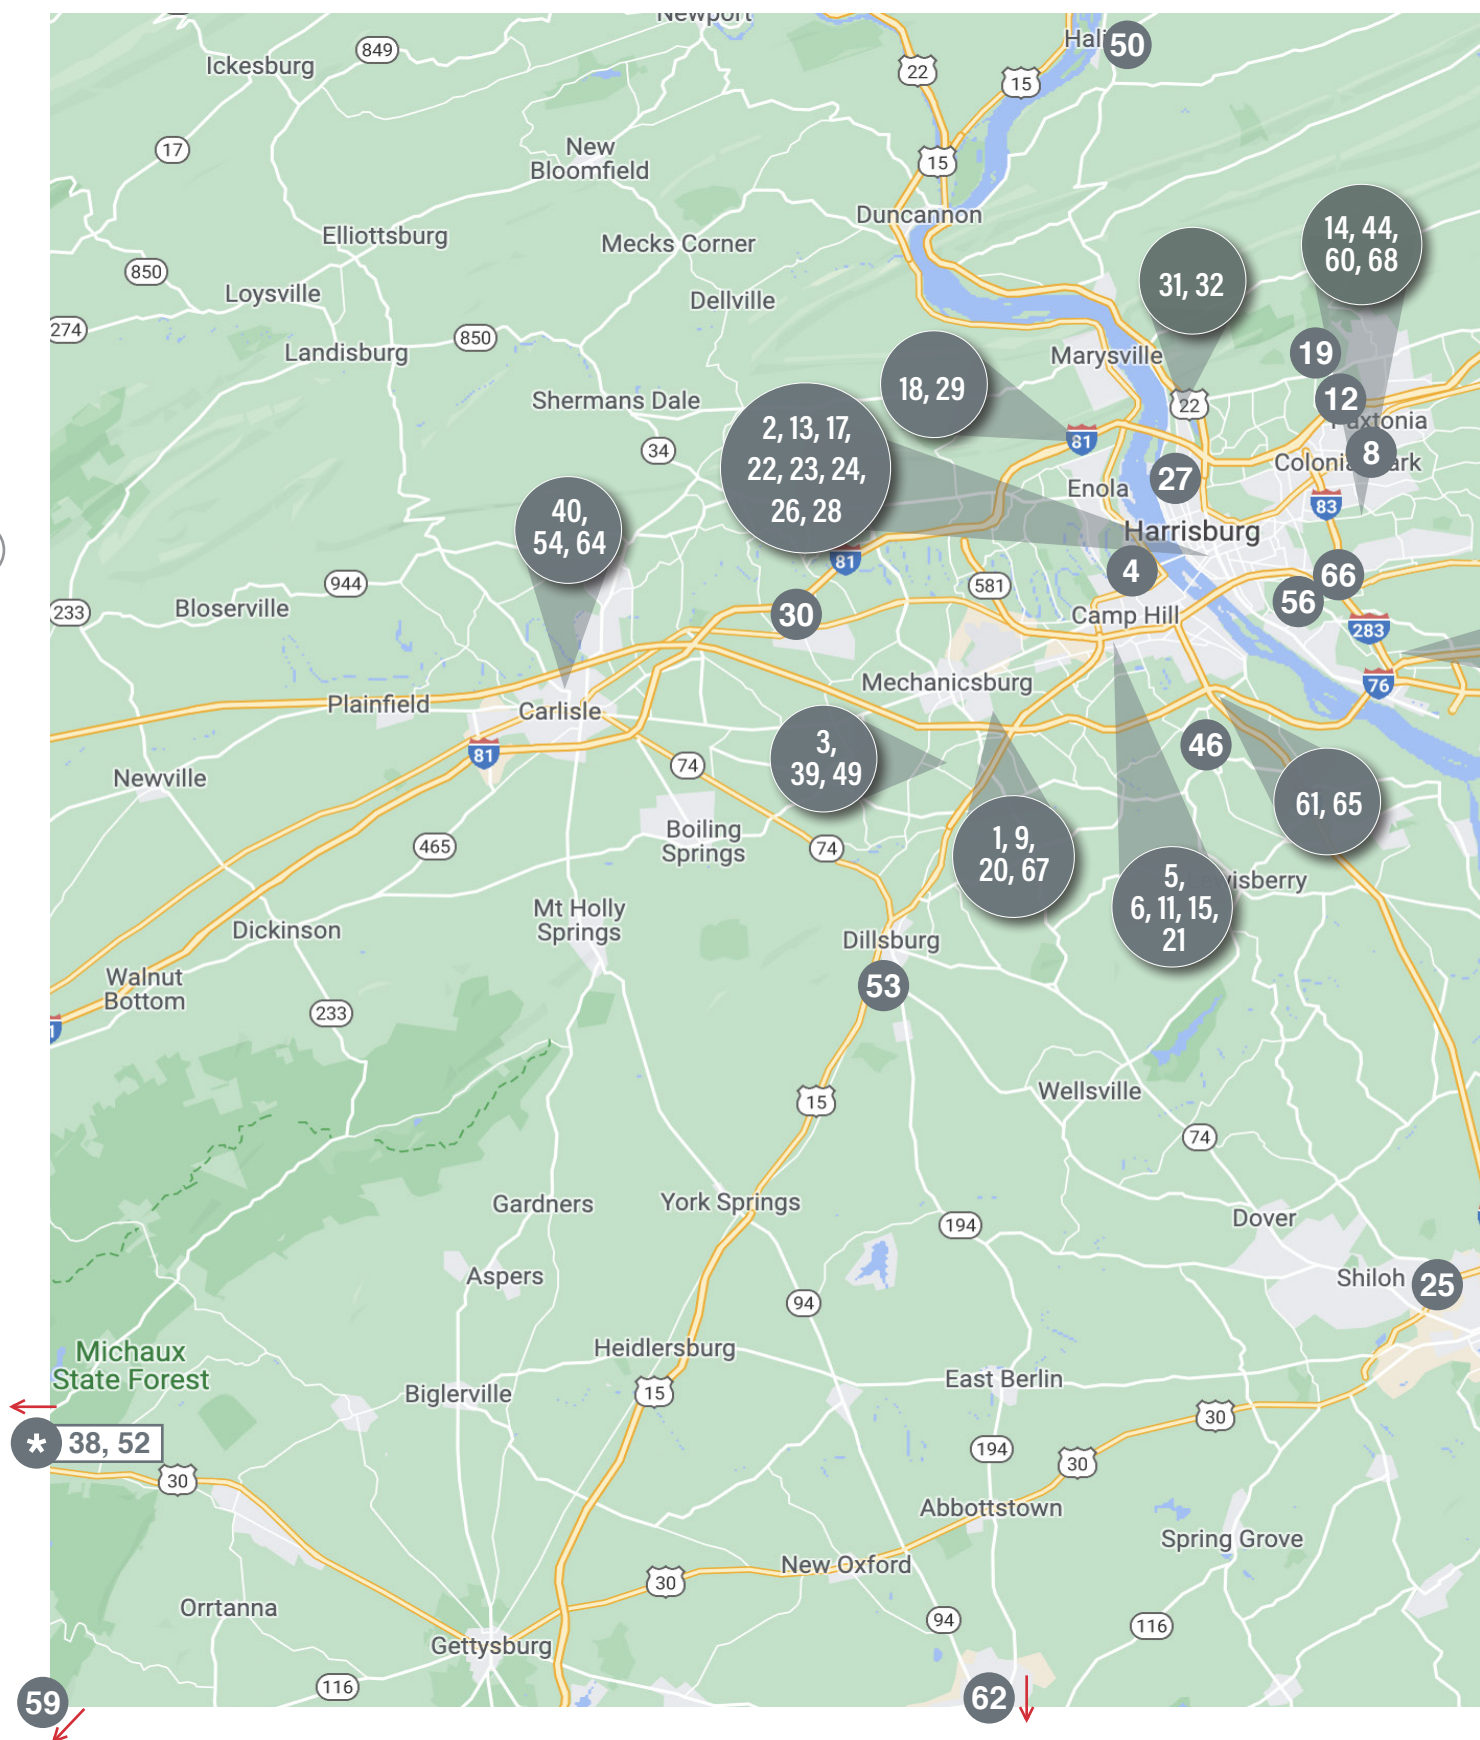 Newport
Hali
50
849
Ickesburg
22
15
17
New
Bloomfield
15
Duncannon
14, 44,
60, 68
Elliottsburg
Mecks Corner
31, 32
850
Loysville
Dellville
274
850
Landisburg
Marysville
19
18, 29
Shermans Dale
22
12
Paxtonia
2, 13, 17,
22, 23, 24,
26, 28
81
34
8
Colonial Park
27
Enola
83
40,
54, 64
Harrisburg
81
4
66
944
581
56
233
Bloserville
30
Camp Hill
283
Mechanicsburg
76
Plainfield
Carlisle
81
3,
39, 49
46
74
Newville
61, 65
Boiling
Springs
465
74
1, 9,
20, 67
5,
6, 11, 15,
21
wisberry
Mt Holly
Springs
Dickinson
Dillsburg
53
Walnut
Bottom
233
1
Wellsville
15
74
Gardners
York Springs
Dover
194
Aspers
Shiloh
25
94
Michaux
State Forest
Heidlersburg
East Berlin
Biglerville
15
30
* 38, 52
194
30
30
Abbottstown
Spring Grove
New Oxford
30
Orrtanna
94
116
Gettysburg
116
59
62